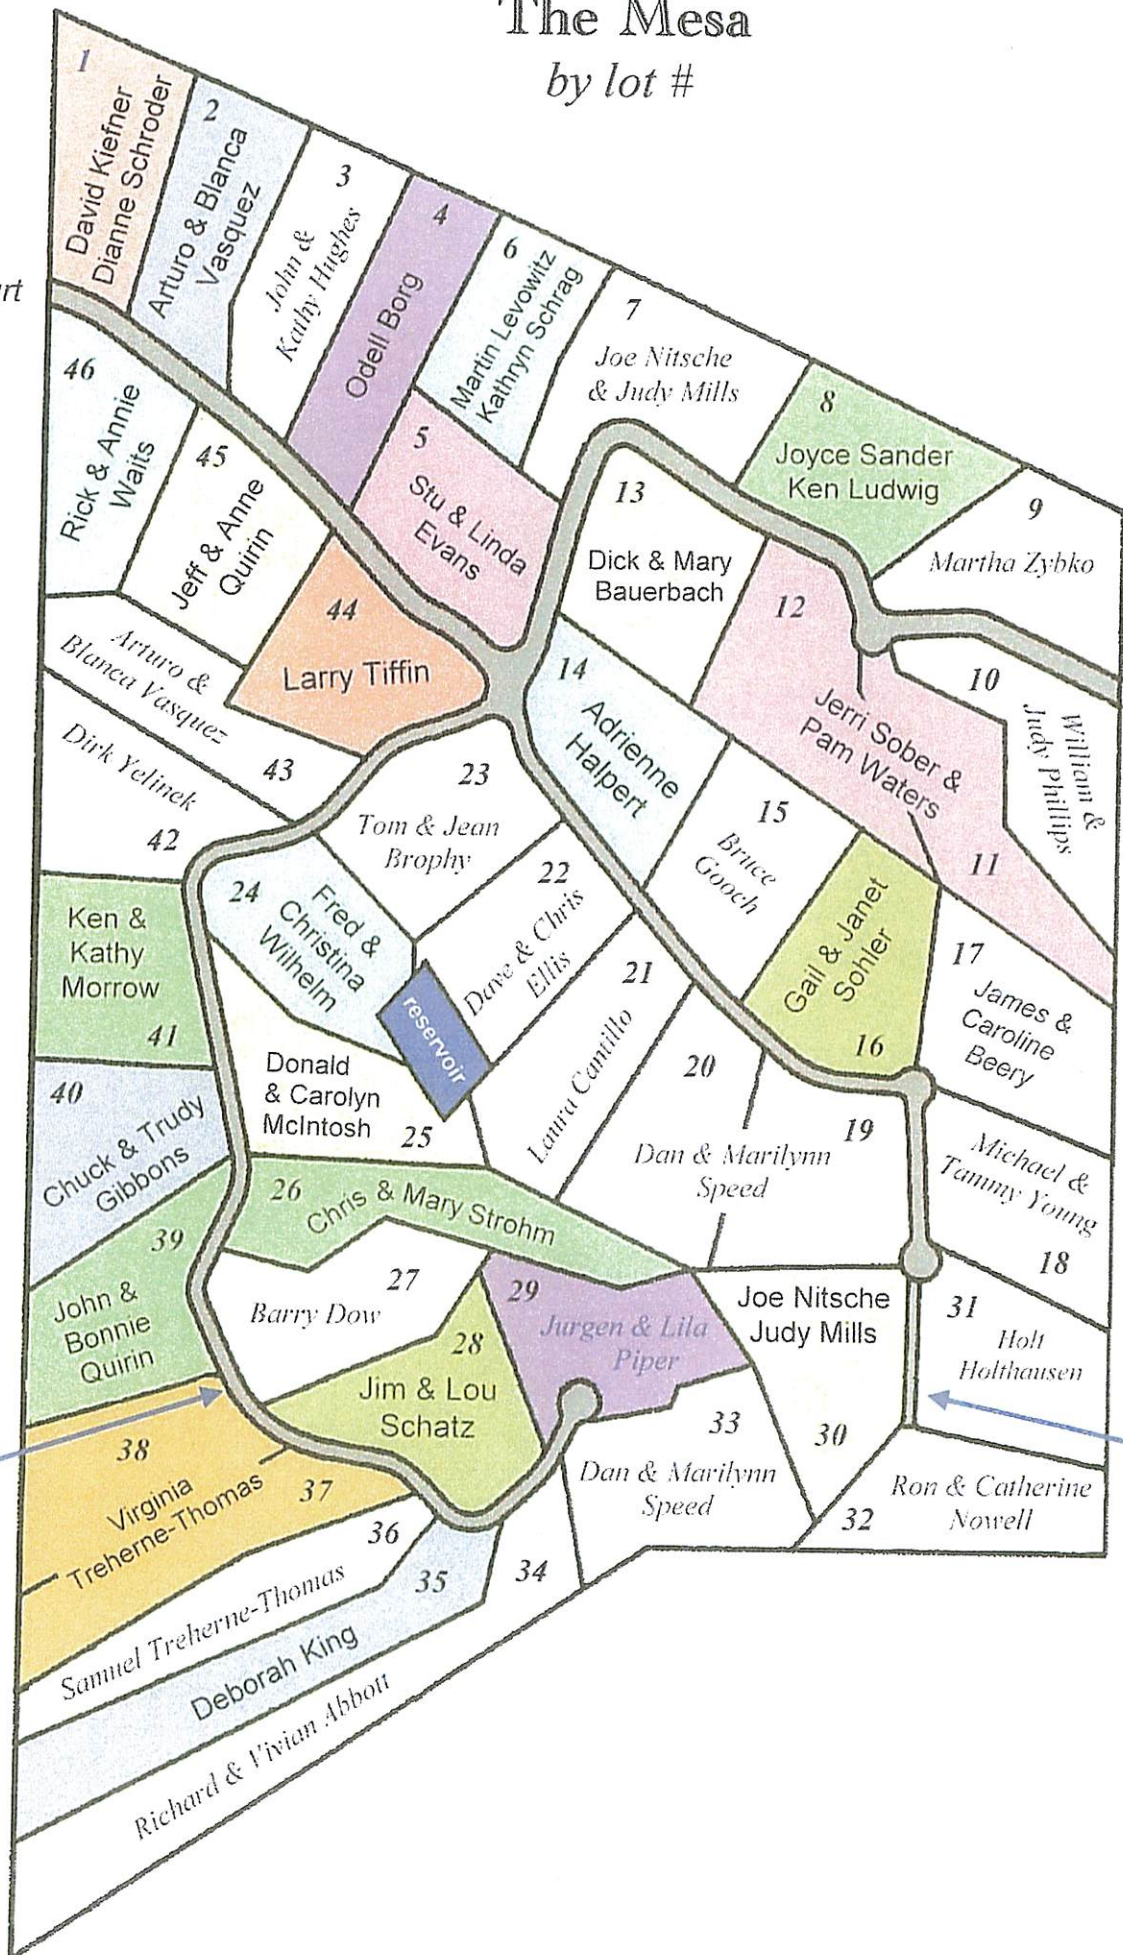 The Mesa
by lot #
1
David Kiefner
Dianne Schroder
2
Arturo & Blanca
Vasquez
3
John &
Kathy Hughes
4
Odell Borg
6
Martin Levowitz
Kathryn Schrag
7
Joe Nitsche
& Judy Mills
8
Joyce Sander
Ken Ludwig
9
Martha Zybko
46
Rick & Annie
Waits
45
Jeff & Anne
Quirin
5
Stu & Linda
Evans
13
Dick & Mary
Bauerbach
12
Jerri Sober &
Pam Waters
11
10
William &
Judy Phillips
44
Larry Tiffin
14
Adrienne
Halpert
Arturo &
Blanca Vasquez
43
Dirk Yelinek
42
23
Tom & Jean
Brophy
15
Bruce
Gooch
24
Fred &
Christina
Wilhelm
22
Dave & Chris
Ellis
reservoir
21
Laura Cantillo
Gail & Janet
Sohler
16
17
James &
Caroline
Beery
Ken &
Kathy
Morrow
41
Donald
& Carolyn
McIntosh
25
20
19
Dan & Marilynn
Speed
40
Chuck & Trudy
Gibbons
Michael &
Tammy Young
18
26
Chris & Mary Strohm
39
John &
Bonnie
Quirin
27
Barry Dow
29
Jurgen & Lila
Piper
Joe Nitsche
Judy Mills
30
31
Holt
Holthausen
28
Jim & Lou
Schatz
38
Virginia
Treherne-Thomas
37
33
Dan & Marilynn
Speed
32
Ron & Catherine
Nowell
36
Samuel Treherne-Thomas
35
Deborah King
34
Richard & Vivian Abbott